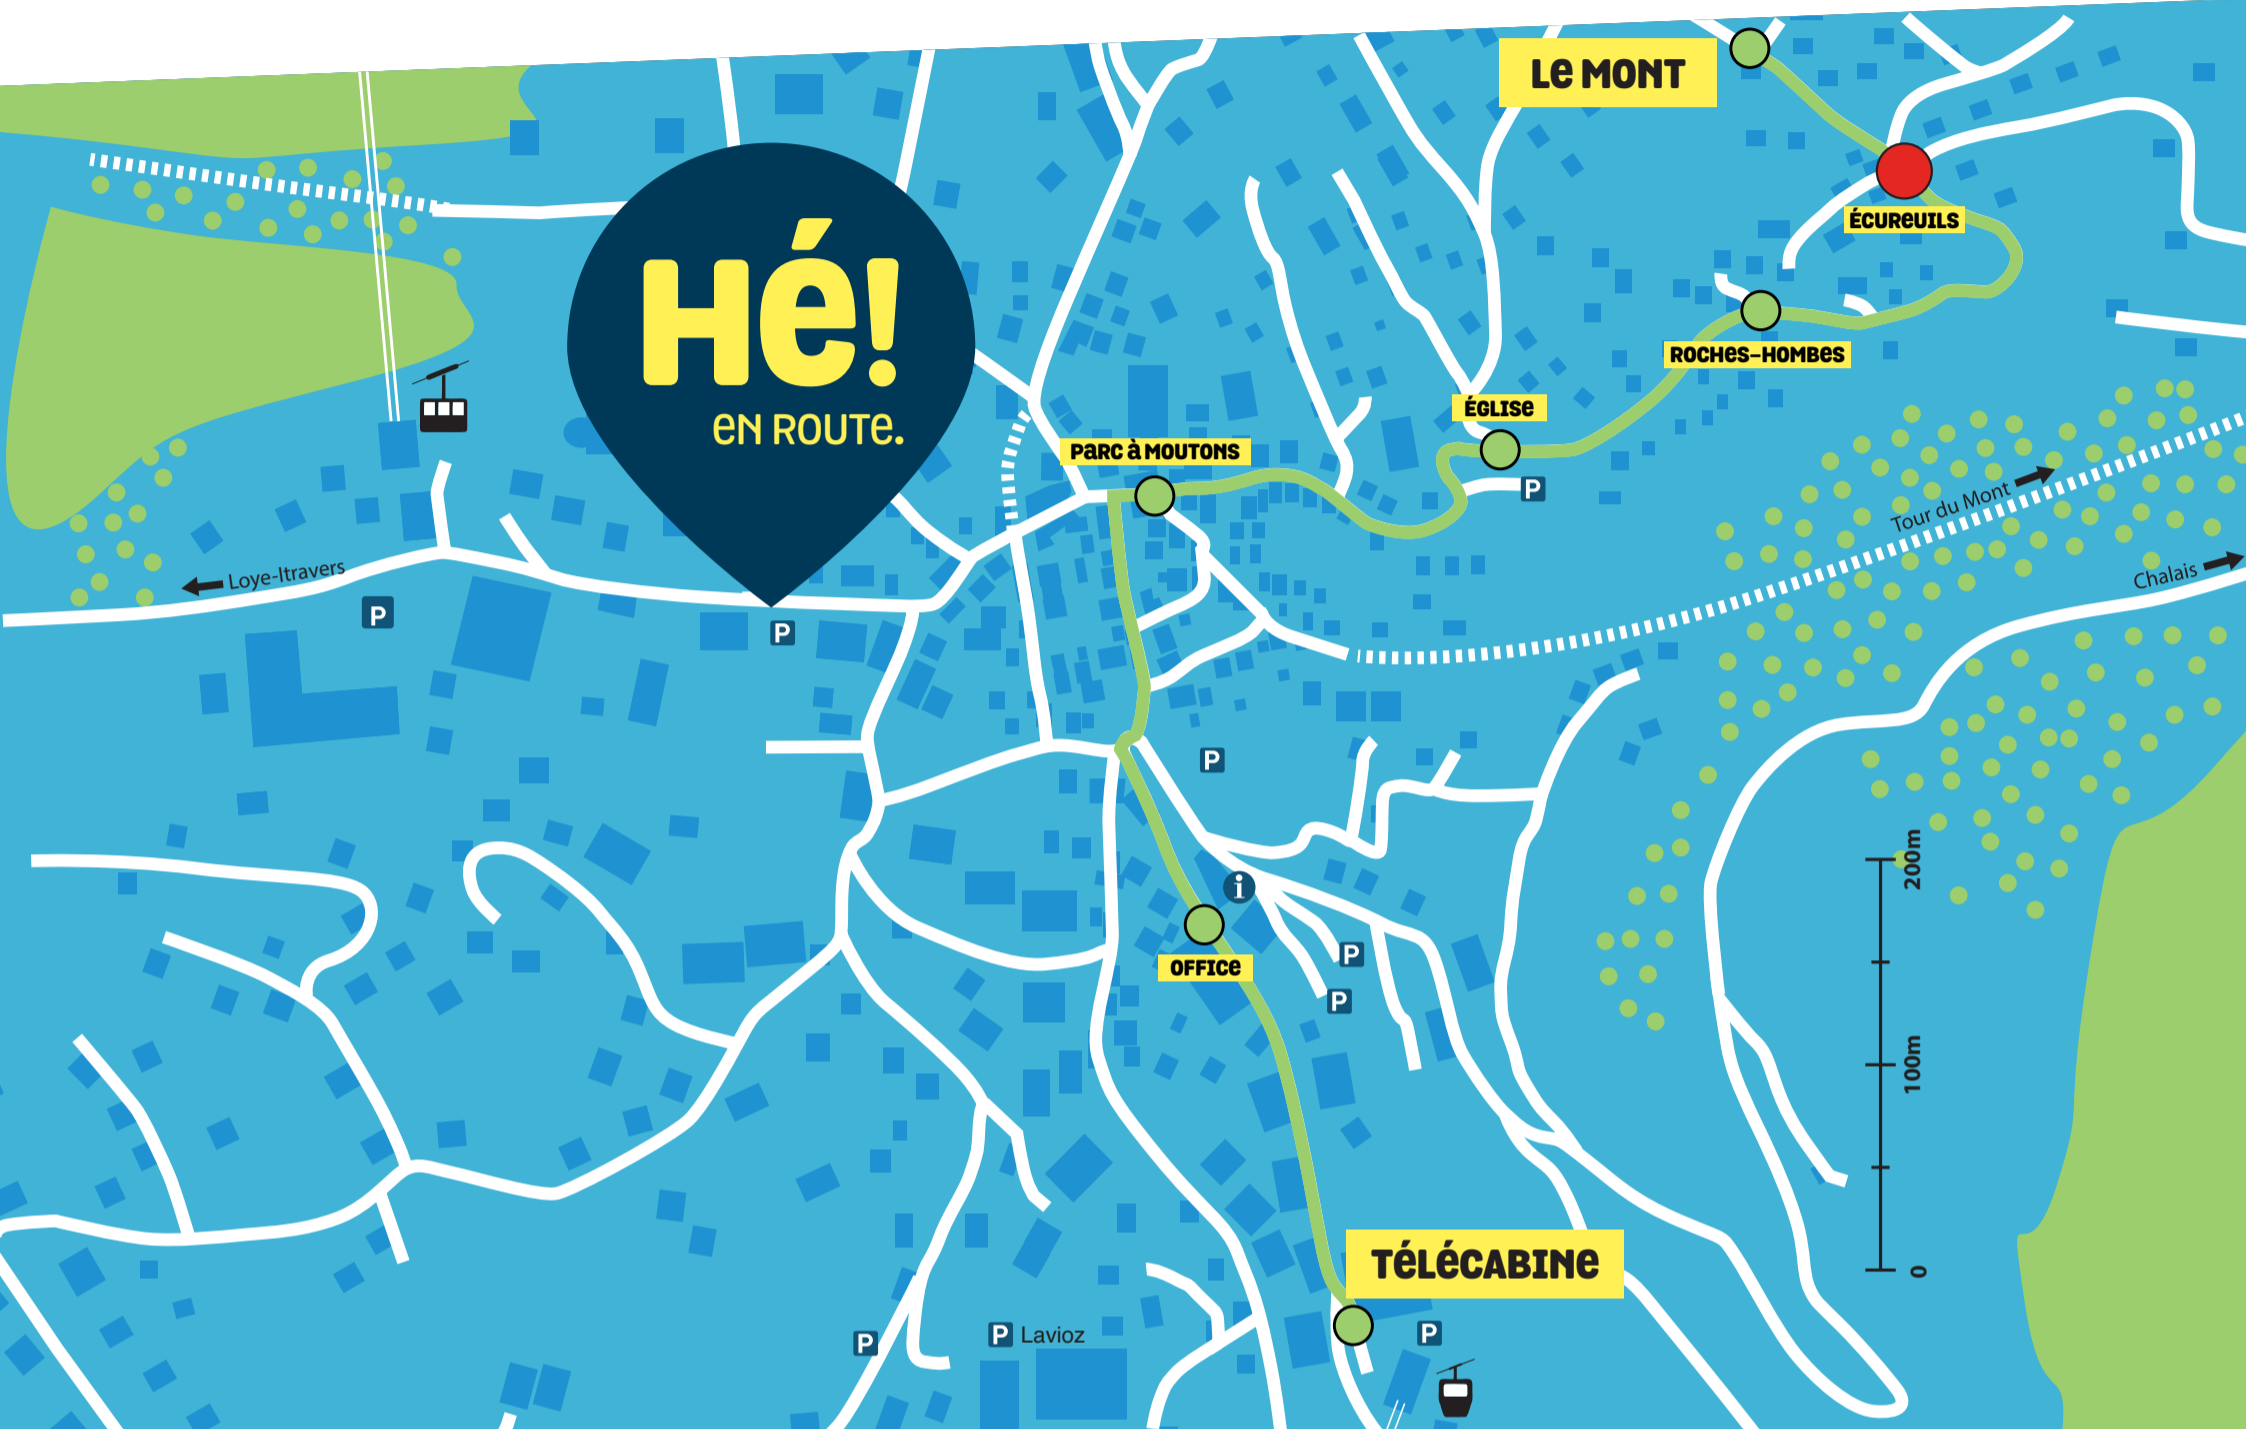 Le MONT
ÉCUREUILS
Hé!
EN ROUTE.
ROCHES-HOMBES
ÉGLISE
PARC À MOUTONS
P
Tour du Mont
Chalais
Loye-Itravers
P
P
P
i
200m
P
OFFICE
P
100m
TÉLÉCABINE
0
P
P Lavioz
P